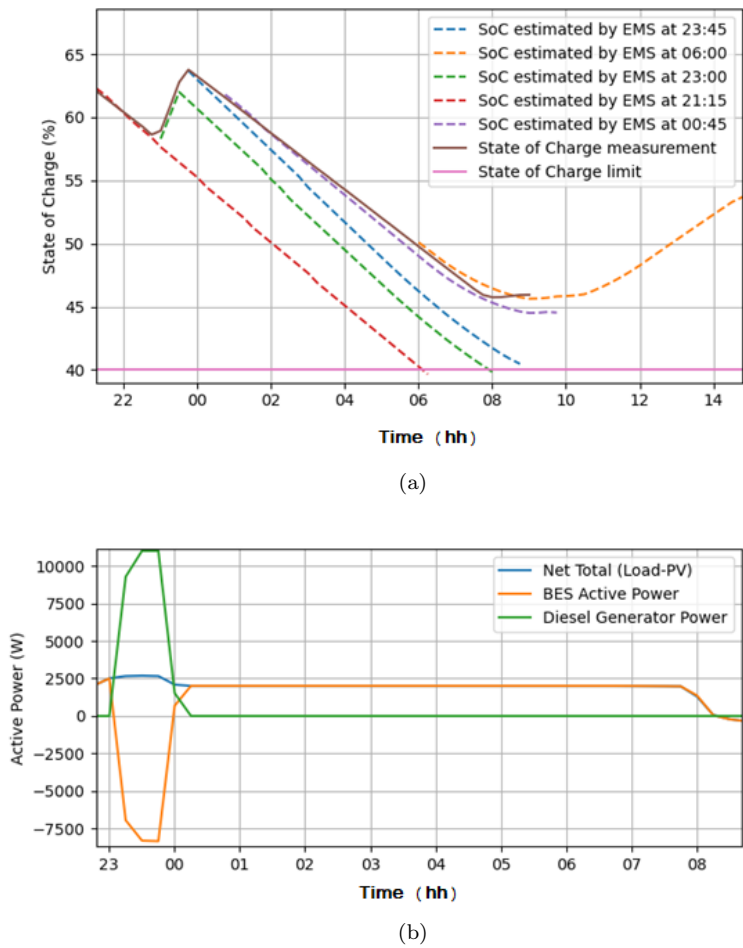 65
60
55
50
45
40
State of Charge (%)
SoC estimated by EMS at 23:45
SoC estimated by EMS at 06:00
SoC estimated by EMS at 23:00
SoC estimated by EMS at 21:15
SoC estimated by EMS at 00:45
State of Charge measurement
State of Charge limit
22 00 02 04 06 08 10 12 14
Time (hh)
(a)
10000
7500
5000
2500
0
−2500
−5000
−7500
Active Power (W)
Net Total (Load-PV)
BES Active Power
Diesel Generator Power
23 00 01 02 03 04 05 06 07 08
Time (hh)
(b)